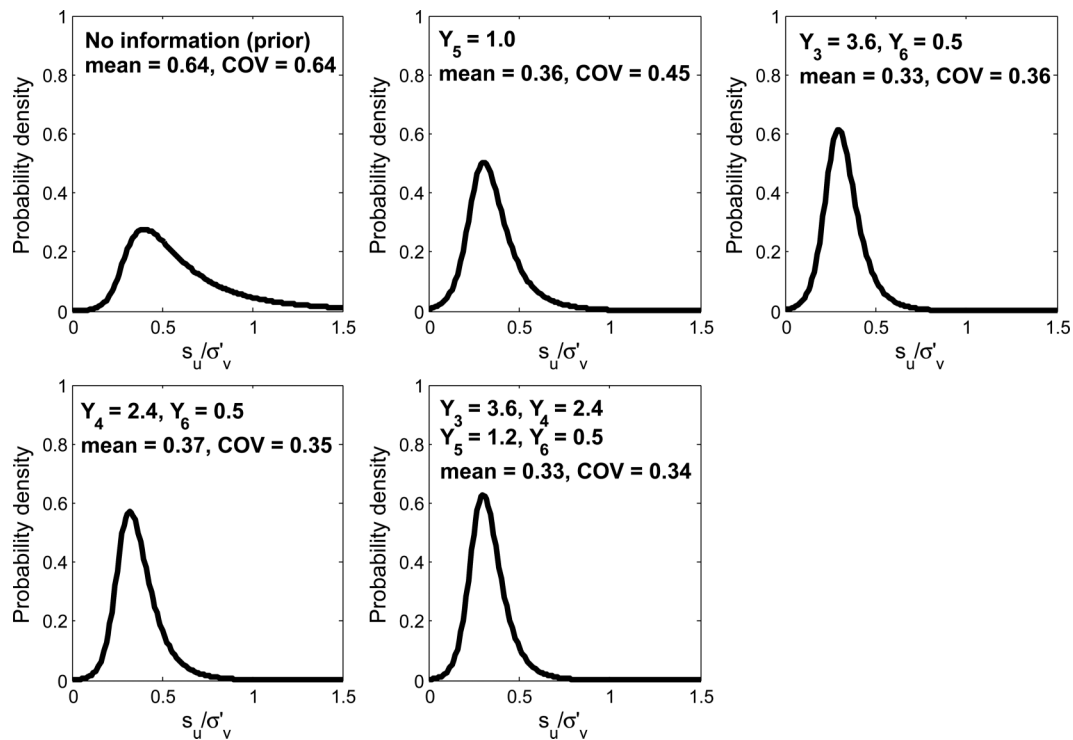 No information (prior)
mean = 0.64, COV = 0.64
Probability density
1
0.8
0.6
0.4
0.2
0
0
0.5
1
1.5
s_u/σ'_v
Y_5 = 1.0
mean = 0.36, COV = 0.45
Probability density
1
0.8
0.6
0.4
0.2
0
0
0.5
1
1.5
s_u/σ'_v
Y_3 = 3.6, Y_6 = 0.5
mean = 0.33, COV = 0.36
Probability density
1
0.8
0.6
0.4
0.2
0
0
0.5
1
1.5
s_u/σ'_v
Y_4 = 2.4, Y_6 = 0.5
mean = 0.37, COV = 0.35
Probability density
1
0.8
0.6
0.4
0.2
0
0
0.5
1
1.5
s_u/σ'_v
Y_3 = 3.6, Y_4 = 2.4
Y_5 = 1.2, Y_6 = 0.5
mean = 0.33, COV = 0.34
Probability density
1
0.8
0.6
0.4
0.2
0
0
0.5
1
1.5
s_u/σ'_v